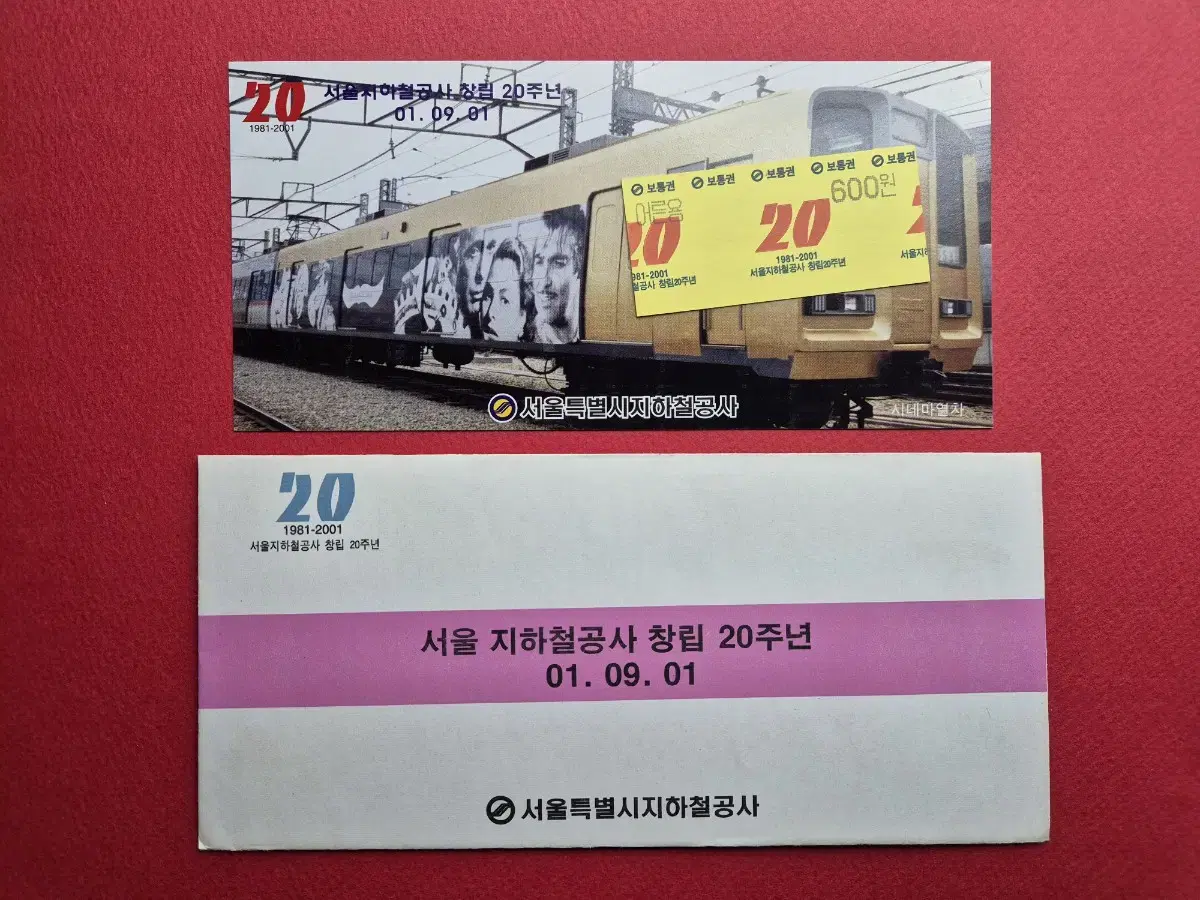 20
1981-2001
서울지하철공사 창립 20주년
01. 09. 01
보통권 보통권 보통권 보통권 보통권
어른용
600원
20
20
981-2001
1981-2001
철공사 창립20주년
서울지하철공사 창립20주년
서울지
서울특별시지하철공사
시네마열차
20
1981-2001
서울지하철공사 창립 20주년
서울 지하철공사 창립 20주년
01. 09. 01
서울특별시지하철공사